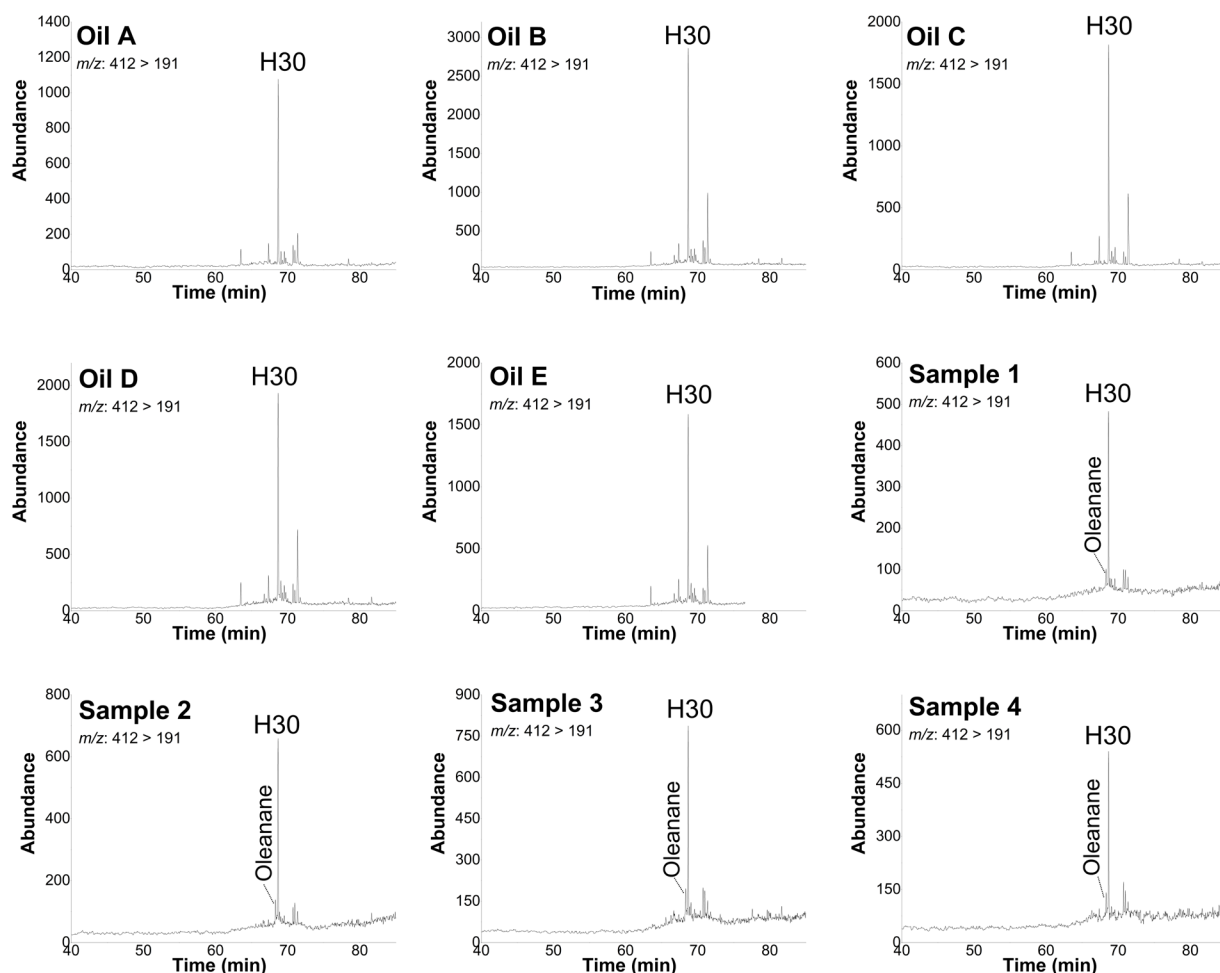 Oil A
m/z: 412 > 191
H30
Abundance
1400
1200
1000
800
600
400
200
0
40 50 60 70 80
Time (min)
Oil B
m/z: 412 > 191
H30
Abundance
3000
2500
2000
1500
1000
500
0
40 50 60 70 80
Time (min)
Oil C
m/z: 412 > 191
H30
Abundance
2000
1500
1000
500
0
40 50 60 70 80
Time (min)
Oil D
m/z: 412 > 191
H30
Abundance
2000
1500
1000
500
0
40 50 60 70 80
Time (min)
Oil E
m/z: 412 > 191
H30
Abundance
2000
1500
1000
500
0
40 50 60 70 80
Time (min)
Sample 1
m/z: 412 > 191
H30
Oleanane
Abundance
600
500
400
300
200
100
0
40 50 60 70 80
Time (min)
Sample 2
m/z: 412 > 191
H30
Oleanane
Abundance
800
600
400
200
0
40 50 60 70 80
Time (min)
Sample 3
m/z: 412 > 191
H30
Oleanane
Abundance
900
750
600
450
300
150
0
40 50 60 70 80
Time (min)
Sample 4
m/z: 412 > 191
H30
Oleanane
Abundance
600
450
300
150
0
40 50 60 70 80
Time (min)